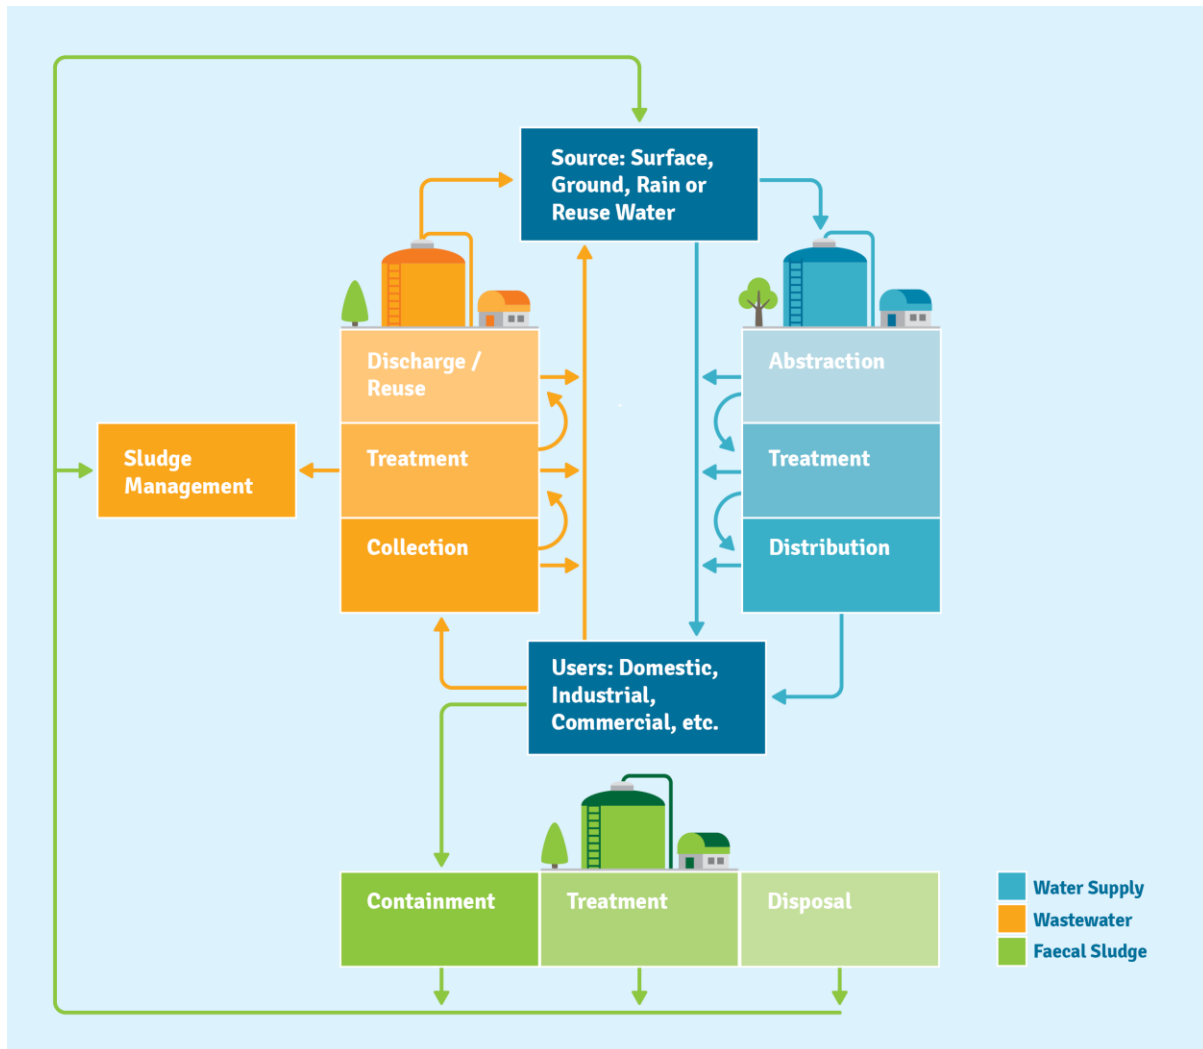 Source: Surface,
Ground, Rain or
Reuse Water
Discharge /
Reuse
Abstraction
Sludge
Management
Treatment
Treatment
Collection
Distribution
Users: Domestic,
Industrial,
Commercial, etc.
Containment
Treatment
Disposal
Water Supply
Wastewater
Faecal Sludge